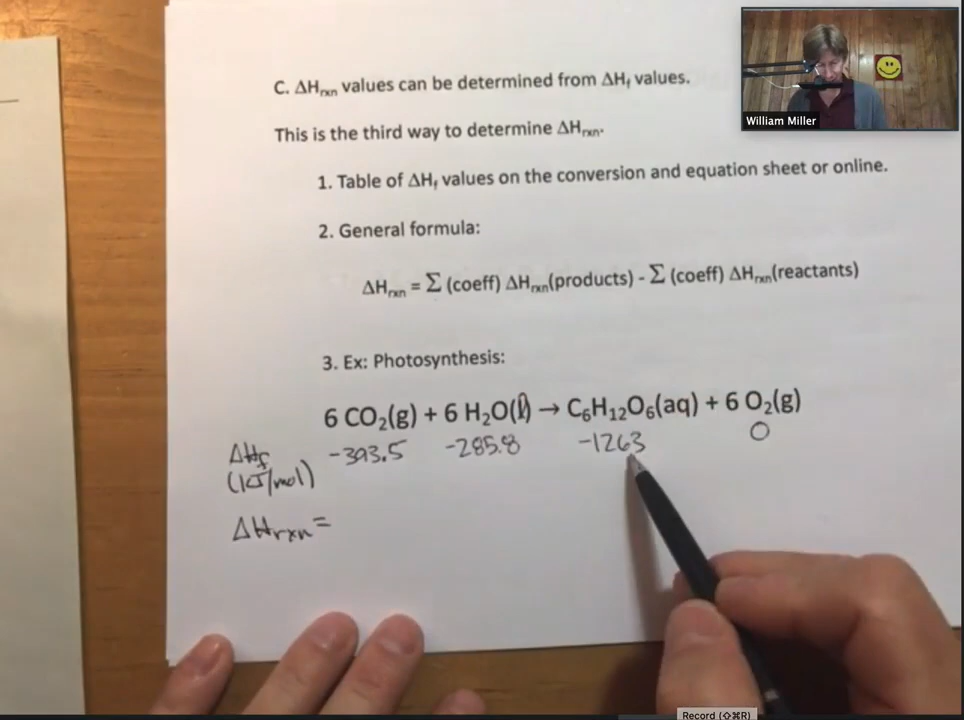 C. ΔHrxn values can be determined from ΔHf values.
This is the third way to determine ΔHrxn.
1. Table of ΔHf values on the conversion and equation sheet or online.
2. General formula:
ΔHrxn = Σ (coeff) ΔHrxn(products) - Σ (coeff) ΔHrxn(reactants)
3. Ex: Photosynthesis:
6 CO2(g) + 6 H2O(l) → C6H12O6(aq) + 6 O2(g)
ΔHf -393.5 -285.8 -1263 0
(kJ/mol)
ΔHrxn =
William Miller
Record (⇧⌘R)